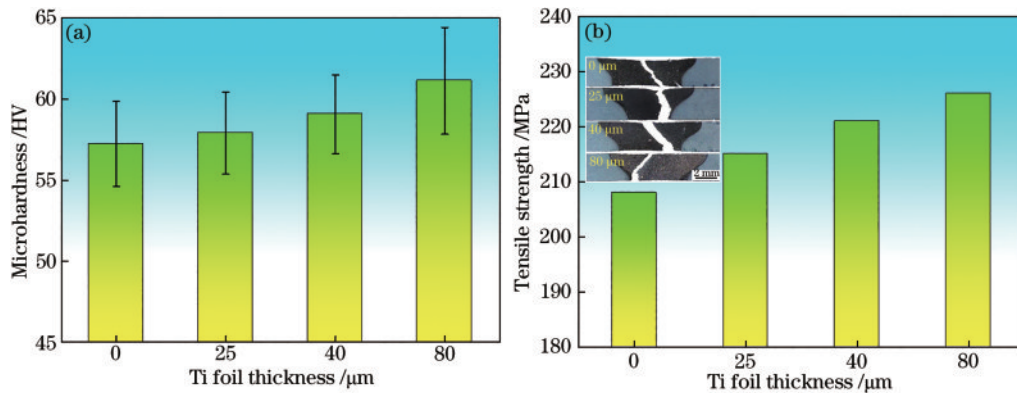 (a)
65
60
55
50
45
Microhardness /HV
0
25
40
80
Ti foil thickness /μm
(b)
240
230
220
210
200
190
180
Tensile strength /MPa
0 μm
25 μm
40 μm
80 μm
2 mm
0
25
40
80
Ti foil thickness /μm